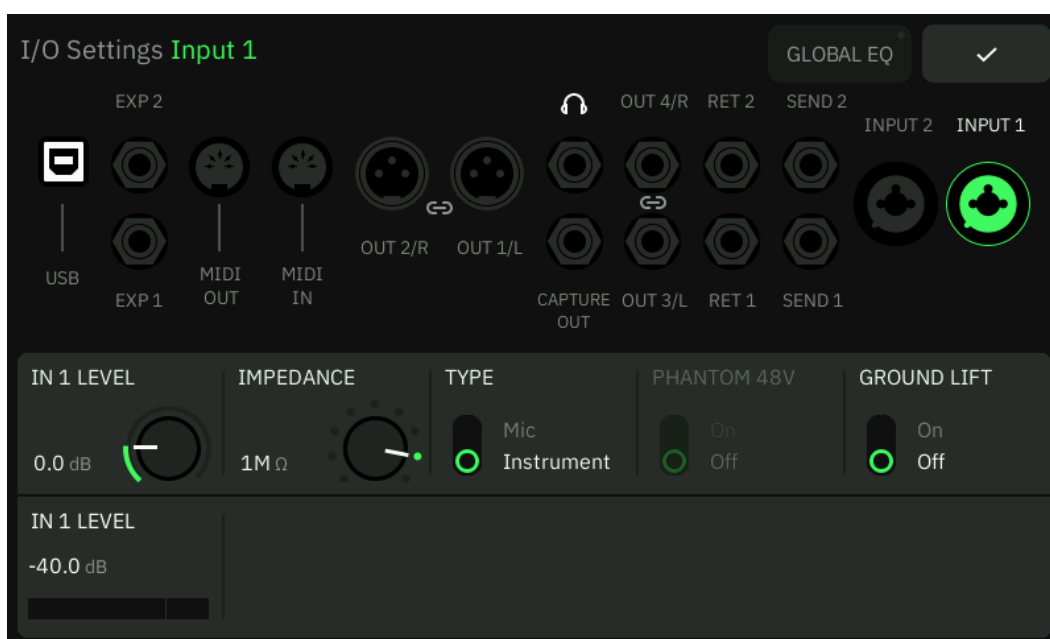 I/O Settings Input 1
GLOBAL EQ
EXP 2
OUT 4/R
RET 2
SEND 2
INPUT 2
INPUT 1
USB
EXP 1
MIDI
OUT
MIDI
IN
OUT 2/R
OUT 1/L
CAPTURE
OUT
OUT 3/L
RET 1
SEND 1
IN 1 LEVEL
0.0 dB
IMPEDANCE
1M Ω
TYPE
Mic
Instrument
PHANTOM 48V
On
Off
GROUND LIFT
On
Off
IN 1 LEVEL
-40.0 dB